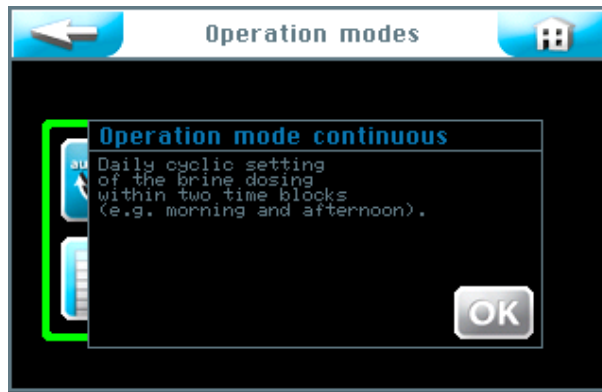 Operation modes
Operation mode continuous
au
Daily cyclic setting
of the brine dosing
within two time blocks
(e.g. morning and afternoon).
OK